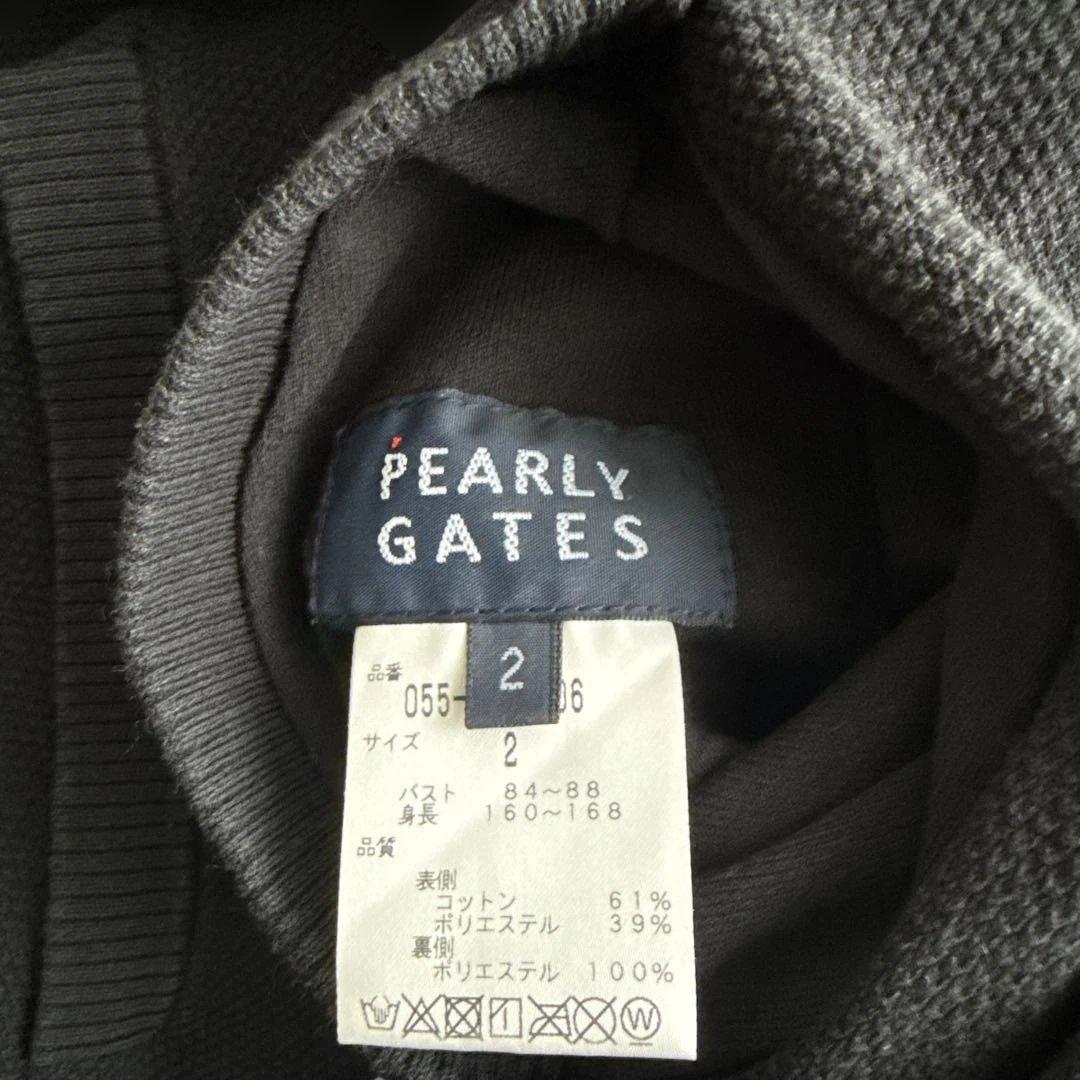 PEARLY
GATES
2
品番
055- 06
サイズ 2
バスト 84~88
身長 160~168
品質
表側
コットン 61%
ポリエステル 39%
裏側
ポリエステル 100%
W